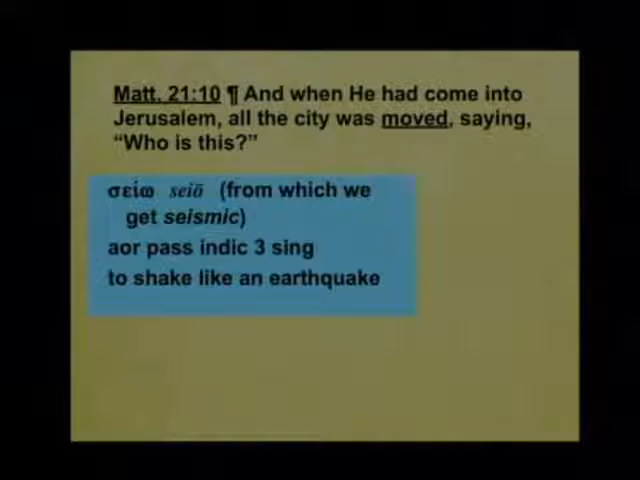 Matt. 21:10 ¶ And when He had come into
Jerusalem, all the city was moved, saying,
“Who is this?”
σείω seiō (from which we
get seismic)
aor pass indic 3 sing
to shake like an earthquake